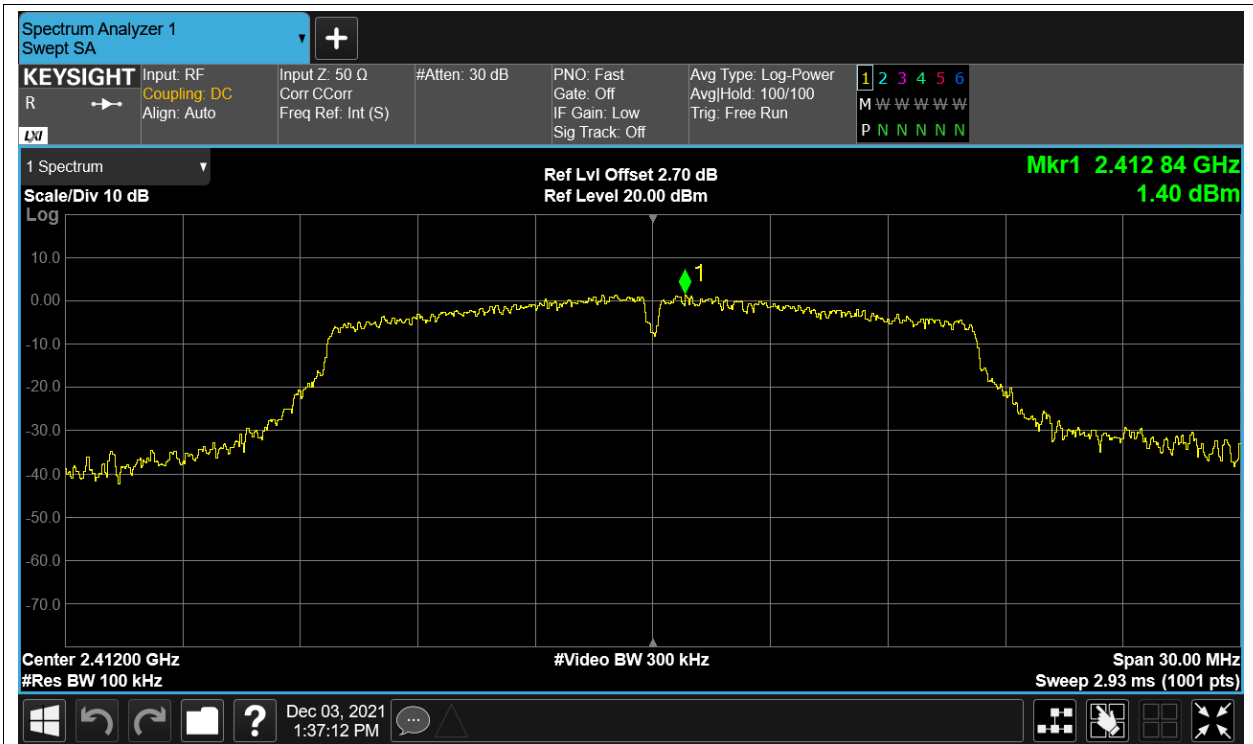 Spectrum Analyzer 1
Swept SA
KEYSIGHT
R
LXI
Input: RF
Coupling: DC
Align: Auto
Input Z: 50 Ω
Corr CCorr
Freq Ref: Int (S)
#Atten: 30 dB
PNO: Fast
Gate: Off
IF Gain: Low
Sig Track: Off
Avg Type: Log-Power
Avg|Hold: 100/100
Trig: Free Run
1 2 3 4 5 6
M W W W W W
P N N N N N
1 Spectrum
Scale/Div 10 dB
Ref Lvl Offset 2.70 dB
Ref Level 20.00 dBm
Mkr1 2.412 84 GHz
1.40 dBm
Log
10.0
0.00
-10.0
-20.0
-30.0
-40.0
-50.0
-60.0
-70.0
1
Center 2.41200 GHz
#Res BW 100 kHz
#Video BW 300 kHz
Span 30.00 MHz
Sweep 2.93 ms (1001 pts)
?
Dec 03, 2021
1:37:12 PM